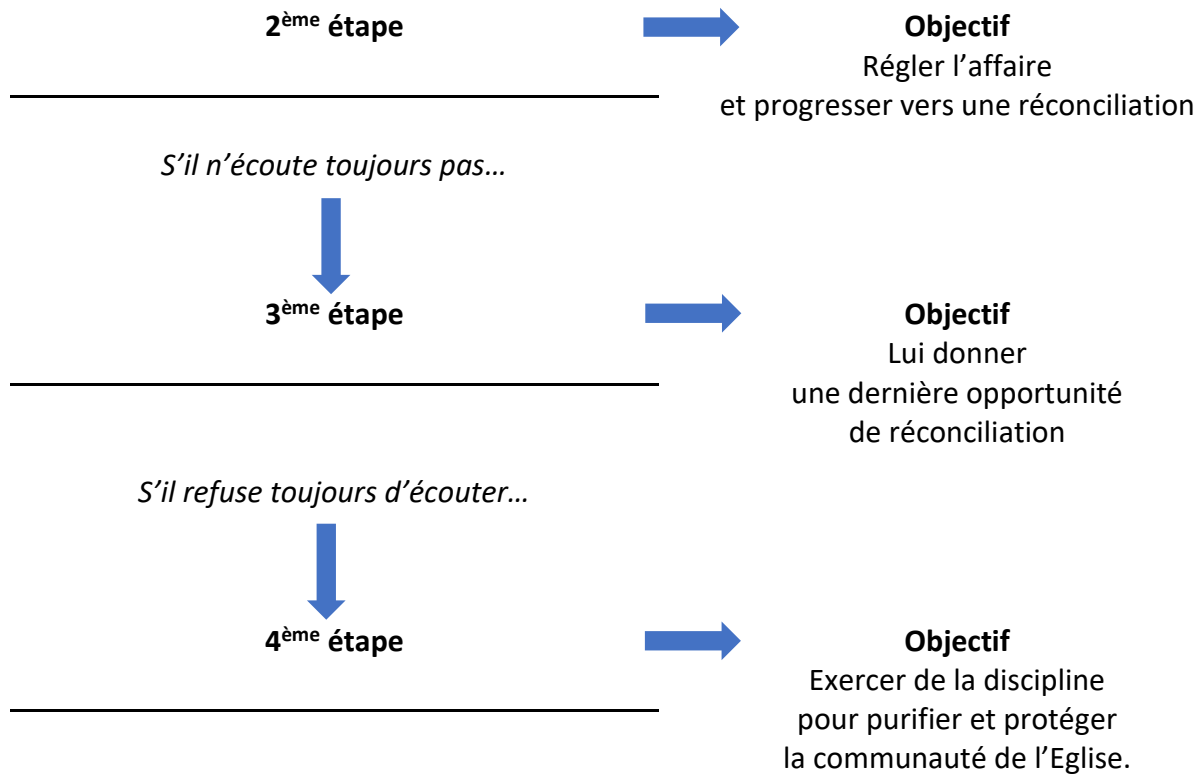 2ème étape
Objectif
Régler l’affaire
et progresser vers une réconciliation
S’il n’écoute toujours pas…
3ème étape
Objectif
Lui donner
une dernière opportunité
de réconciliation
S’il refuse toujours d’écouter…
4ème étape
Objectif
Exercer de la discipline
pour purifier et protéger
la communauté de l’Eglise.